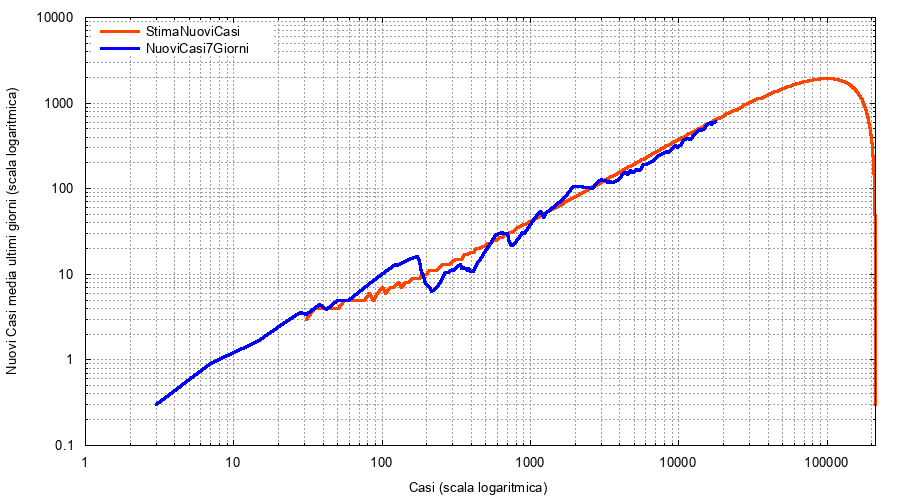 StimaNuoviCasi
NuoviCasi7Giorni
Nuovi Casi media ultimi giorni (scala logaritmica)
10000
1000
100
10
1
0.1
1 10 100 1000 10000 100000
Casi (scala logaritmica)